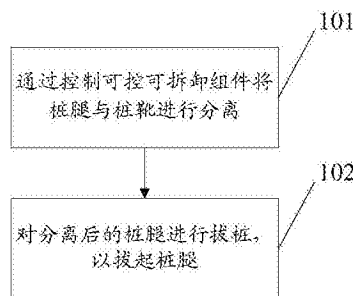 101
通过控制可控可拆卸组件将
桩腿与桩靴进行分离
102
对分离后的桩腿进行拔桩，
以拔起桩腿